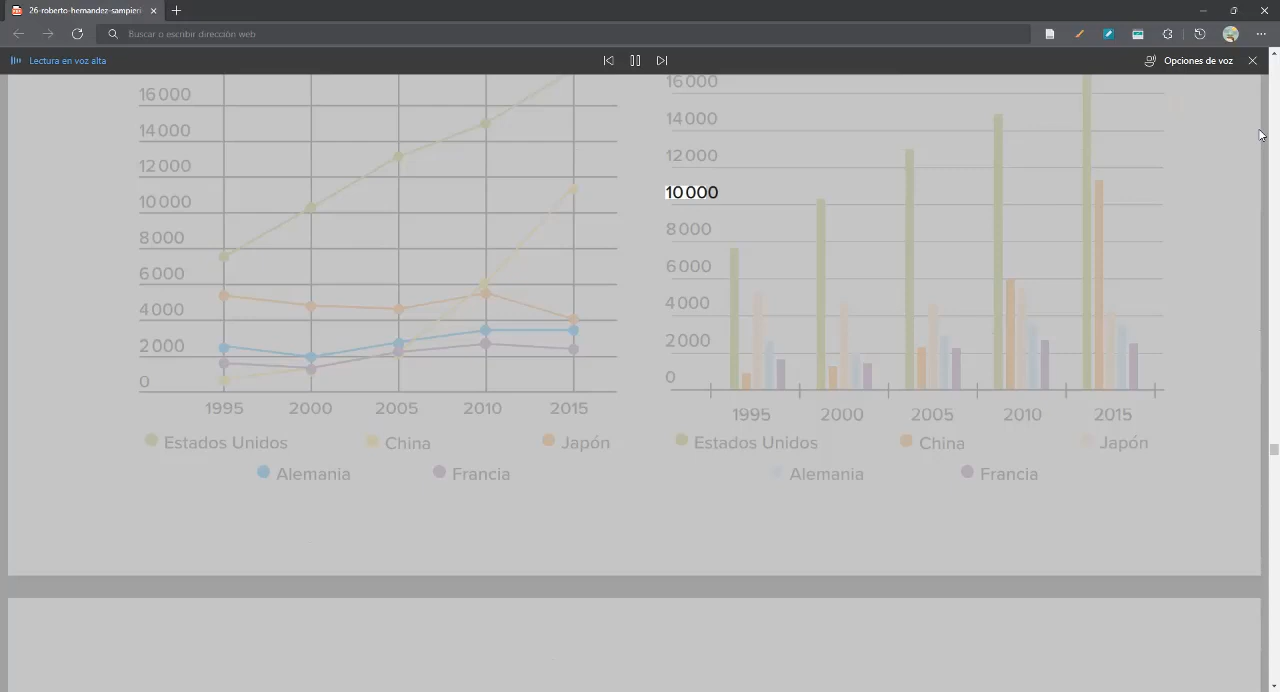 26-roberto-hernandez-sampieri
Buscar o escribir dirección web
Lectura en voz alta
Opciones de voz
16 000
14 000
12 000
10 000
8 000
6 000
4 000
2 000
0
1995 2000 2005 2010 2015
Estados Unidos China Japón
Alemania Francia
16 000
14 000
12 000
10 000
8 000
6 000
4 000
2 000
0
1995 2000 2005 2010 2015
Estados Unidos China Japón
Alemania Francia